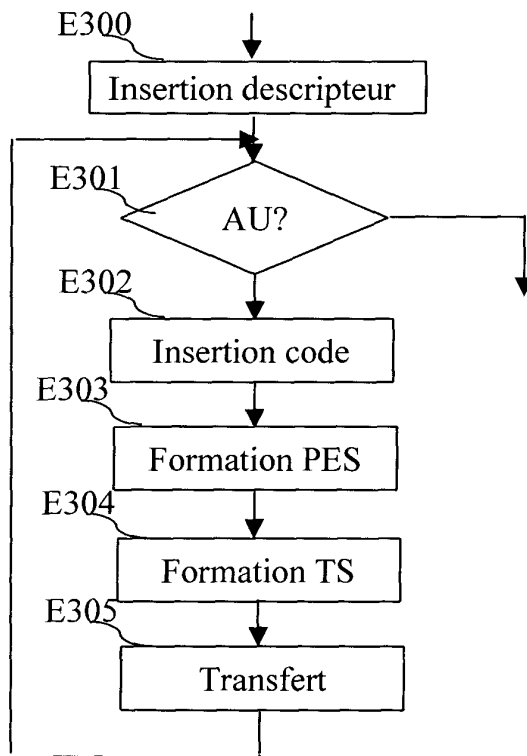 E300
Insertion descripteur
E301
AU?
E302
Insertion code
E303
Formation PES
E304
Formation TS
E305
Transfert